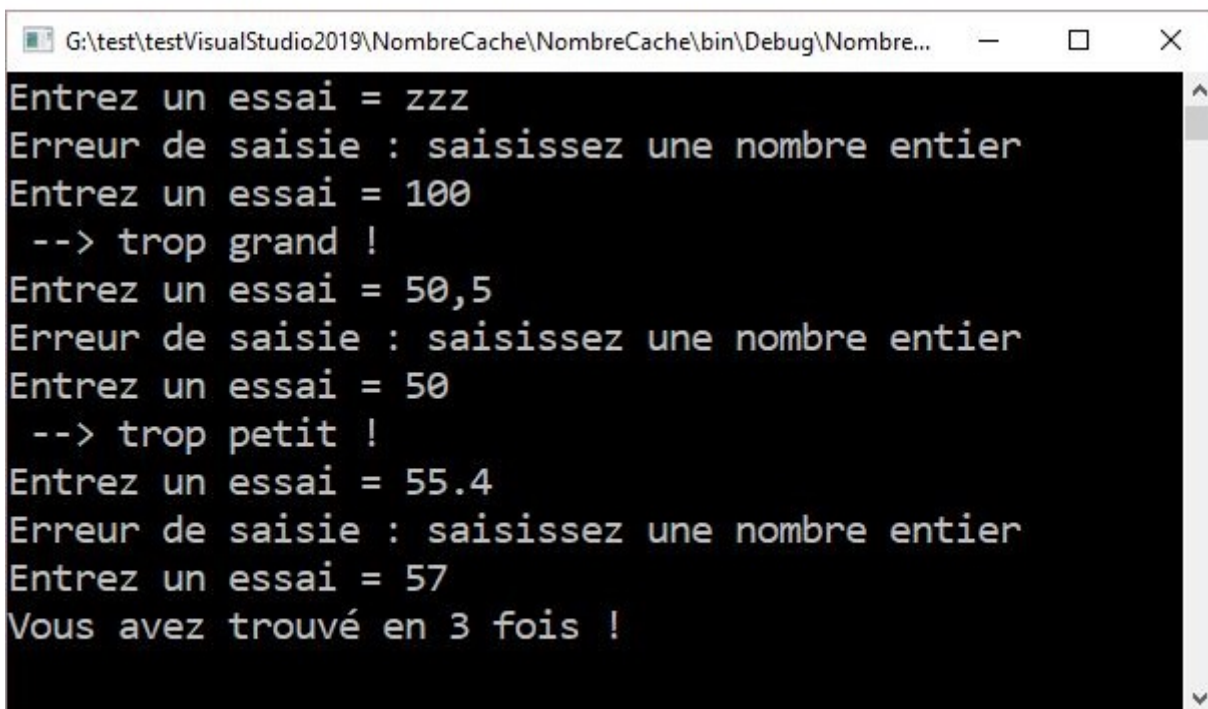 G:\test\testVisualStudio2019\NombreCache\NombreCache\bin\Debug\Nombre...
Entrez un essai = zzz
Erreur de saisie : saisissez une nombre entier
Entrez un essai = 100
 --> trop grand !
Entrez un essai = 50,5
Erreur de saisie : saisissez une nombre entier
Entrez un essai = 50
 --> trop petit !
Entrez un essai = 55.4
Erreur de saisie : saisissez une nombre entier
Entrez un essai = 57
Vous avez trouvé en 3 fois !